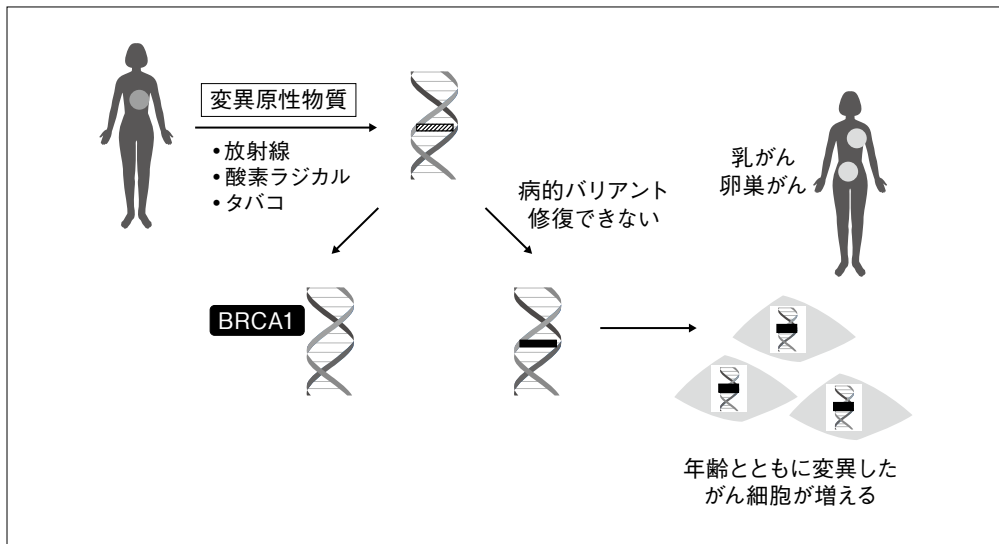 変異原性物質
•放射線
•酸素ラジカル
•タバコ
病的バリアント
修復できない
乳がん
卵巣がん
BRCA1
年齢とともに変異した
がん細胞が増える